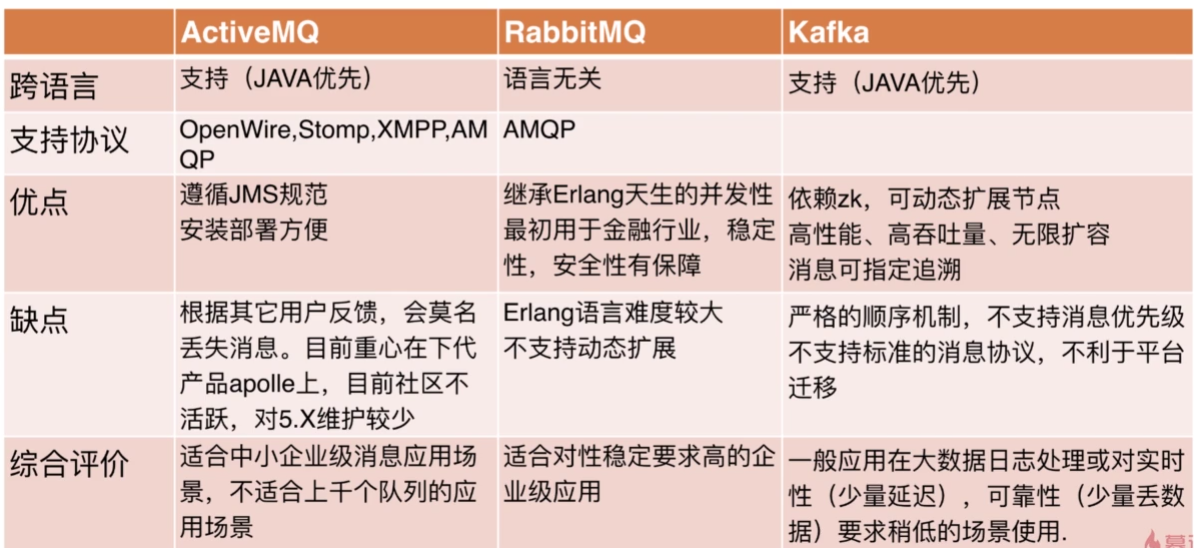 ActiveMQ
RabbitMQ
Kafka
跨语言
支持（JAVA优先）
语言无关
支持（JAVA优先）
支持协议
OpenWire,Stomp,XMPP,AM
QP
AMQP
优点
遵循JMS规范
安装部署方便
继承Erlang天生的并发性
最初用于金融行业，稳定
性，安全性有保障
依赖zk，可动态扩展节点
高性能、高吞吐量、无限扩容
消息可指定追溯
缺点
根据其它用户反馈，会莫名
丢失消息。目前重心在下代
产品apolle上，目前社区不
活跃，对5.X维护较少
Erlang语言难度较大
不支持动态扩展
严格的顺序机制，不支持消息优先级
不支持标准的消息协议，不利于平台
迁移
综合评价
适合中小企业级消息应用场
景，不适合上千个队列的应
用场景
适合对性稳定要求高的企
业级应用
一般应用在大数据日志处理或对实时
性（少量延迟）,可靠性（少量丢数
据）要求稍低的场景使用.